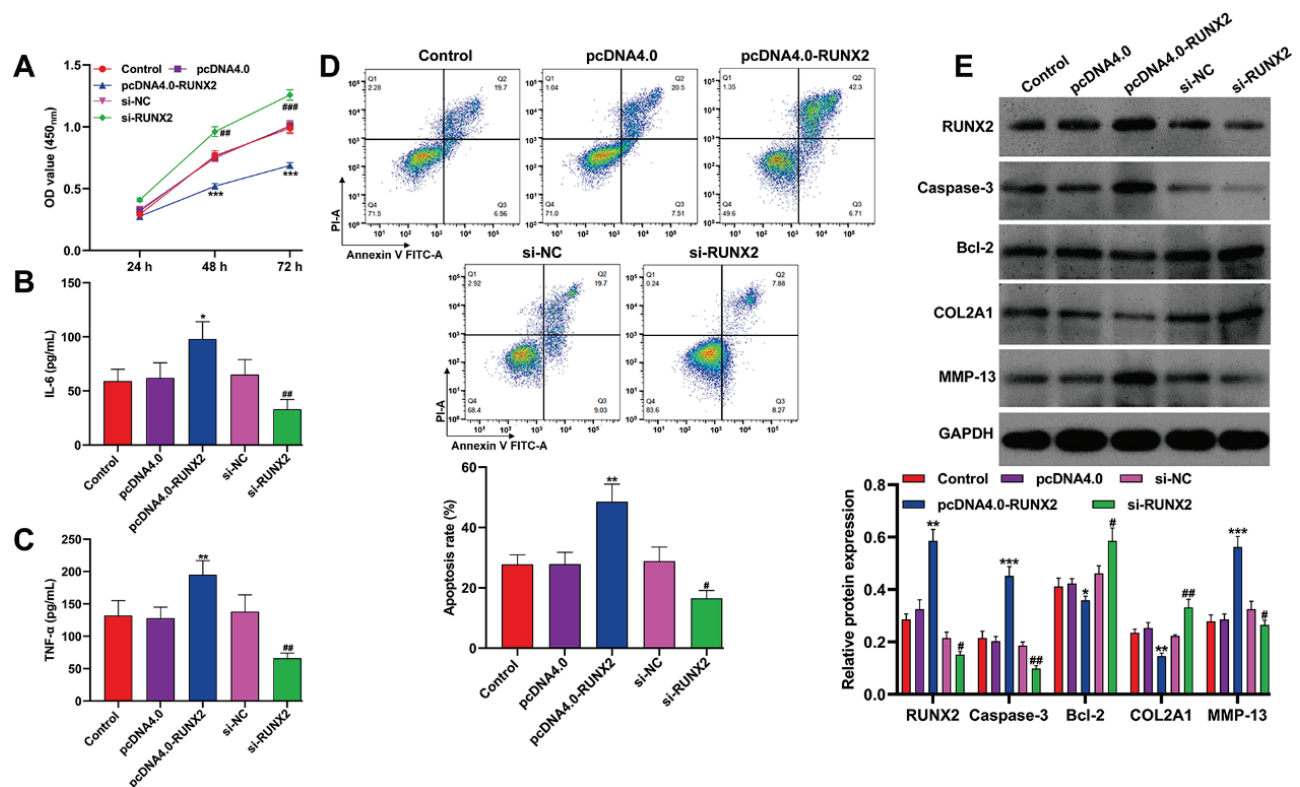 A
Control
pcDNA4.0
pcDNA4.0-RUNX2
si-NC
si-RUNX2
OD value (450nm)
1.5
1.0
0.5
0.0
##
###
***
***
24 h
48 h
72 h
B
IL-6 (pg/mL)
150
100
50
0
*
##
Control
pcDNA4.0
pcDNA4.0-RUNX2
si-NC
si-RUNX2
C
TNF-α (pg/mL)
250
200
150
100
50
0
**
##
Control
pcDNA4.0
pcDNA4.0-RUNX2
si-NC
si-RUNX2
D
Control
pcDNA4.0
pcDNA4.0-RUNX2
Q1
2.28
Q2
19.7
Q4
71.5
Q3
6.56
Q1
1.04
Q2
20.5
Q4
71.0
Q3
7.51
Q1
1.35
Q2
42.3
Q4
49.6
Q3
6.71
PI-A
Annexin V FITC-A
si-NC
si-RUNX2
Q1
2.92
Q2
19.7
Q4
68.4
Q3
9.03
Q1
0.24
Q2
7.88
Q4
83.6
Q3
8.27
PI-A
Annexin V FITC-A
Apoptosis rate (%)
60
40
20
0
**
#
Control
pcDNA4.0
pcDNA4.0-RUNX2
si-NC
si-RUNX2
E
Control
pcDNA4.0
pcDNA4.0-RUNX2
si-NC
si-RUNX2
RUNX2
Caspase-3
Bcl-2
COL2A1
MMP-13
GAPDH
Control
pcDNA4.0
si-NC
pcDNA4.0-RUNX2
si-RUNX2
Relative protein expression
0.8
0.6
0.4
0.2
0.0
**
#
***
##
*
#
**
##
***
#
RUNX2
Caspase-3
Bcl-2
COL2A1
MMP-13